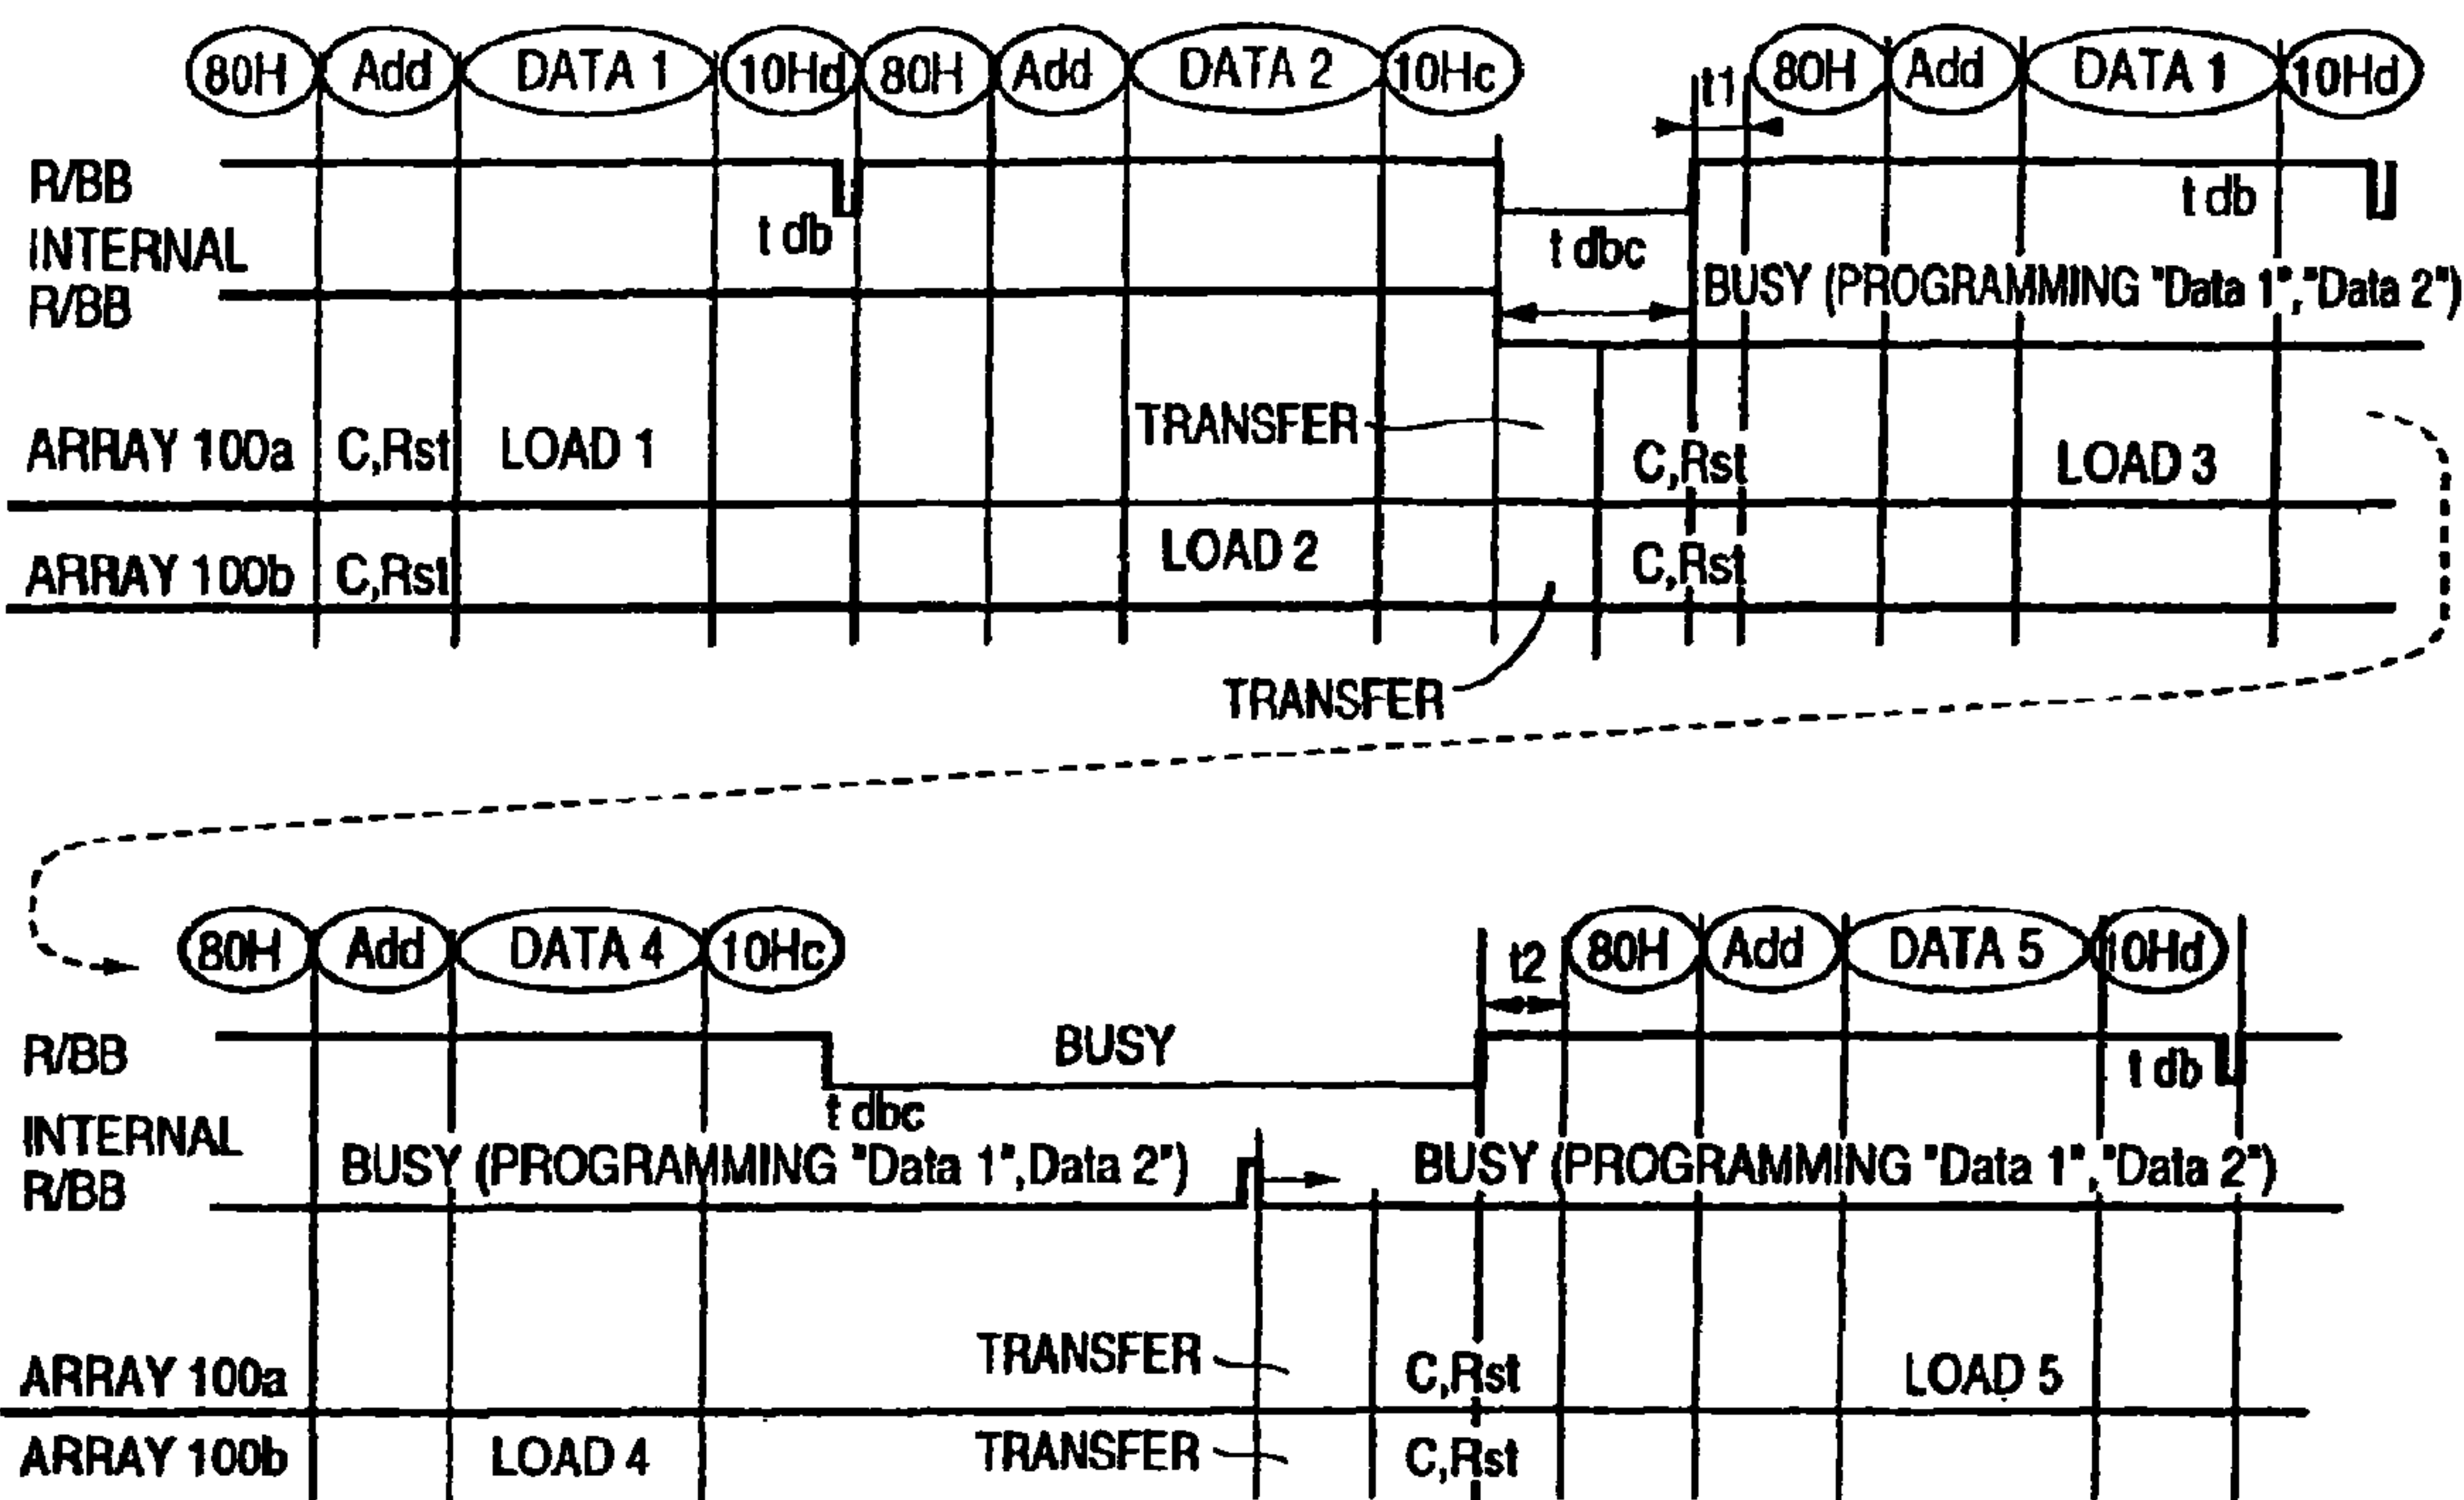 80H Add DATA 1 10Hd 80H Add DATA 2 10Hc t1 80H Add DATA 1 10Hd
R/BB
t db t dbc t db
INTERNAL
R/BB
BUSY (PROGRAMMING "Data 1","Data 2")
TRANSFER
ARRAY 100a C,Rst LOAD 1 C,Rst LOAD 3
ARRAY 100b C,Rst LOAD 2 C,Rst
TRANSFER
80H Add DATA 4 10Hc t2 80H Add DATA 5 10Hd
R/BB BUSY t db
t dbc
INTERNAL
R/BB
BUSY (PROGRAMMING "Data 1",Data 2") BUSY (PROGRAMMING "Data 1","Data 2")
TRANSFER
ARRAY 100a C,Rst LOAD 5
ARRAY 100b LOAD 4 TRANSFER C,Rst